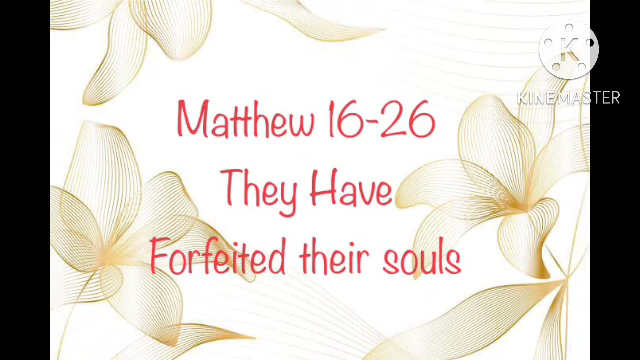 K
KINEMASTER
Matthew 16-26
They Have
Forfeited their souls